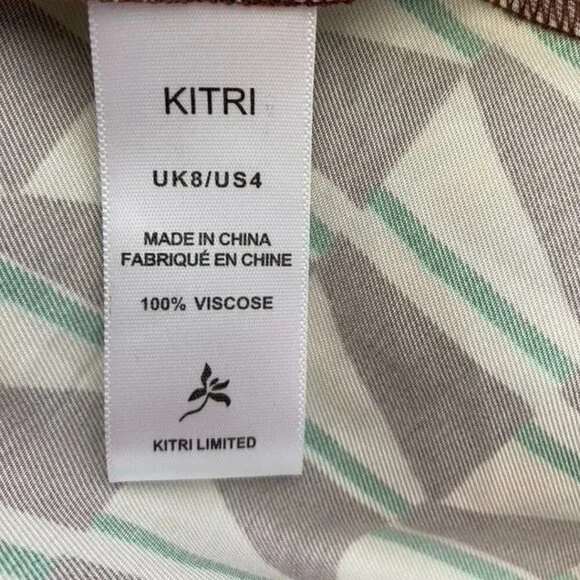 KITRI
UK8/US4
MADE IN CHINA
FABRIQUÉ EN CHINE
100% VISCOSE
KITRI LIMITED